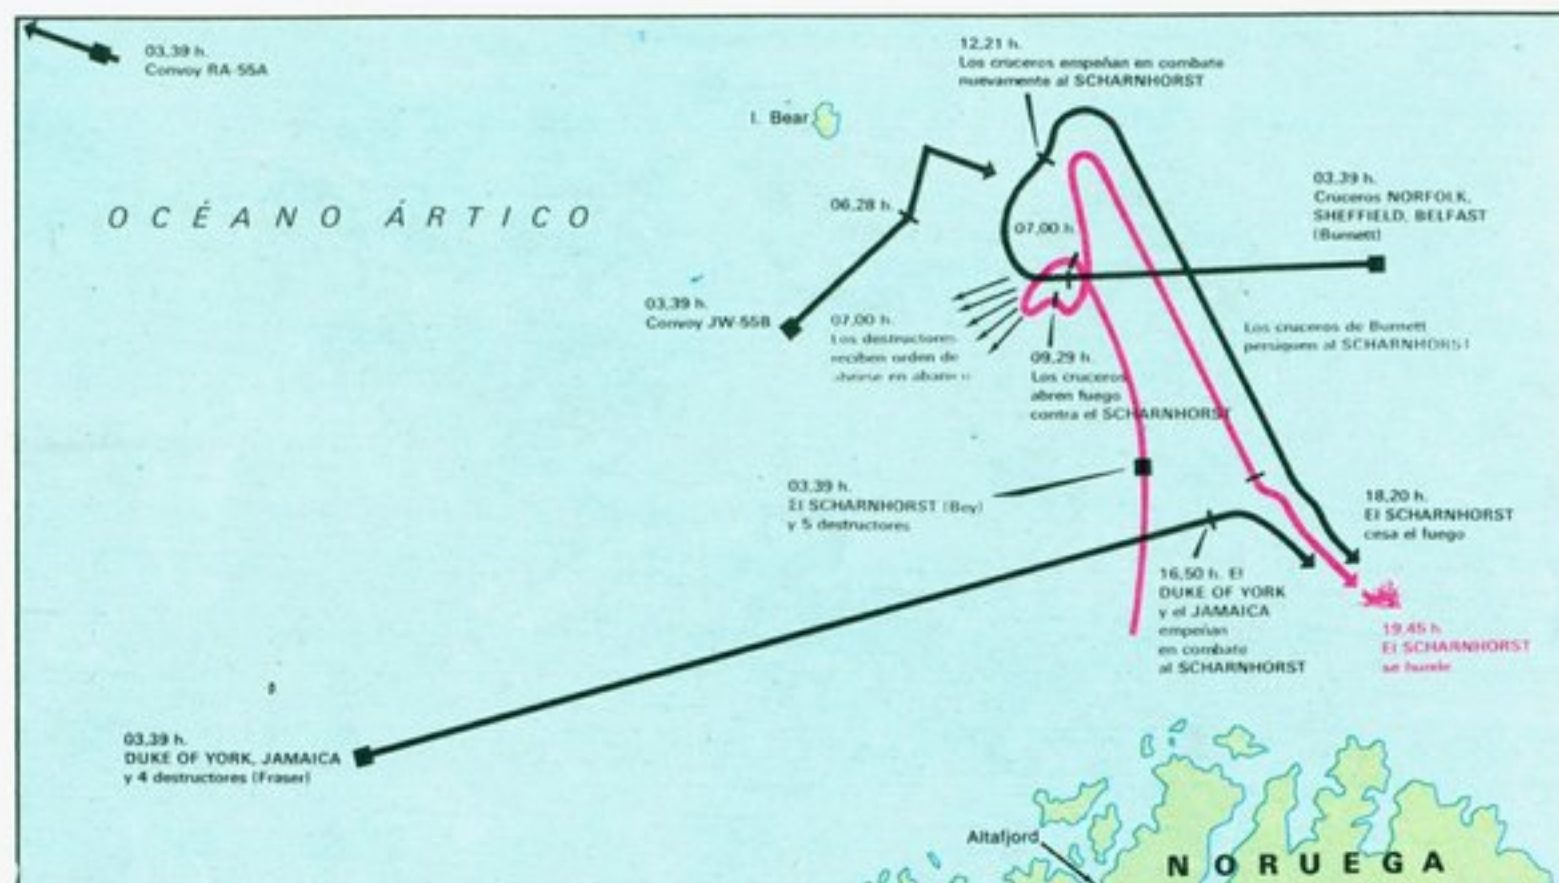 03,39 h.
Convoy RA-55A
12,21 h.
Los cruceros empeñan en combate
nuevamente al SCHARNHORST
I. Bear
OCÉANO ÁRTICO
06,28 h.
07,00 h.
03,39 h.
Cruceros NORFOLK,
SHEFFIELD, BELFAST
(Burnett)
03,39 h.
Convoy JW-55B
07,00 h.
Los destructores
reciben orden de
abrirse en abanico
09,29 h.
Los cruceros
abren fuego
contra el SCHARNHORST
Los cruceros de Burnett
persiguen al SCHARNHORST
03,39 h.
El SCHARNHORST (Bey)
y 5 destructores
18,20 h.
El SCHARNHORST
cesa el fuego
16,50 h. El
DUKE OF YORK
y el JAMAICA
empeñan
en combate
al SCHARNHORST
19,45 h.
El SCHARNHORST
se hunde
03,39 h.
DUKE OF YORK, JAMAICA
y 4 destructores (Fraser)
Altafjord
NORUEGA